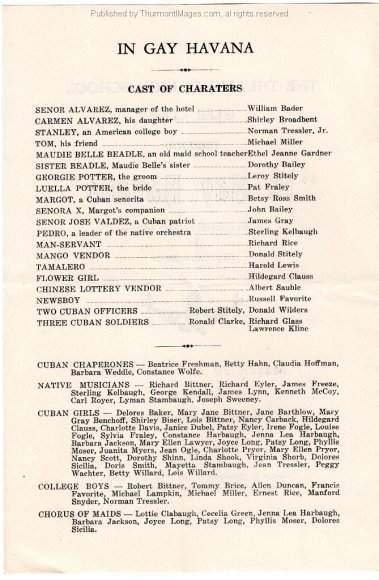 Published by ThurmontImages.com, all rights reserved.
IN GAY HAVANA
CAST OF CHARATERS
SENOR ALVAREZ, manager of the hotel William Bader
CARMEN ALVAREZ, his daughter Shirley Broadbent
STANLEY, an American college boy Norman Tressler, Jr.
TOM, his friend Michael Miller
MAUDIE BELLE BEADLE, an old maid school teacher Ethel Jeanne Gardner
SISTER BEADLE, Maudie Belle's sister Dorothy Bailey
GEORGIE POTTER, the groom Leroy Stitely
LUELLA POTTER, the bride Pat Fraley
MARGOT, a Cuban senorita Betsy Ross Smith
SENORA X, Margot's companion John Bailey
SENOR JOSE VALDEZ, a Cuban patriot James Gray
PEDRO, a leader of the native orchestra Sterling Kelbaugh
MAN-SERVANT Richard Rice
MANGO VENDOR Donald Stitely
TAMALERO Harold Lewis
FLOWER GIRL Hildegard Clauss
CHINESE LOTTERY VENDOR Albert Sauble
NEWSBOY Russell Favorite
TWO CUBAN OFFICERS Robert Stitely, Donald Wilders
THREE CUBAN SOLDIERS Ronald Clarke, Richard Glass
Lawrence Kline
CUBAN CHAPERONES — Beatrice Freshman, Betty Hahn, Claudia Hoffman,
Barbara Weddle, Constance Wolfe.
NATIVE MUSICIANS — Richard Bittner, Richard Eyler, James Freeze,
Sterling Kelbaugh, George Kendall, James Lynn, Kenneth McCoy,
Carl Royer, Lyman Stambaugh, Joseph Sweeney.
CUBAN GIRLS — Delores Baker, Mary Jane Bittner, Jane Barthlow, Mary
Gray Benchoff, Shirley Biser, Lois Bittner, Nancy Carback, Hildegard
Clauss, Charlotte Davis, Janice Dubel, Patsy Eyler, Irene Fogle, Louise
Fogle, Sylvia Fraley, Constance Harbaugh, Jenna Lea Harbaugh,
Barbara Jackson, Mary Ellen Lawyer, Joyce Long, Patsy Long, Phyllis
Moser, Juanita Myers, Jean Ogle, Charlotte Pryor, Mary Ellen Pryor,
Nancy Scott, Dorothy Shinn, Linda Shook, Virginia Shorb, Dolores
Sicilia, Doris Smith, Mayetta Stambaugh, Jean Tressler, Peggy
Wachter, Betty Willard, Lois Willard.
COLLEGE BOYS — Robert Bittner, Tommy Brice, Allen Duncan, Francis
Favorite, Michael Lampkin, Michael Miller, Ernest Rice, Manford
Snyder, Norman Tressler.
CHORUS OF MAIDS — Lottie Clabaugh, Cecelia Green, Jenna Lea Harbaugh,
Barbara Jackson, Joyce Long, Patsy Long, Phyllis Moser, Dolores
Sicilia.